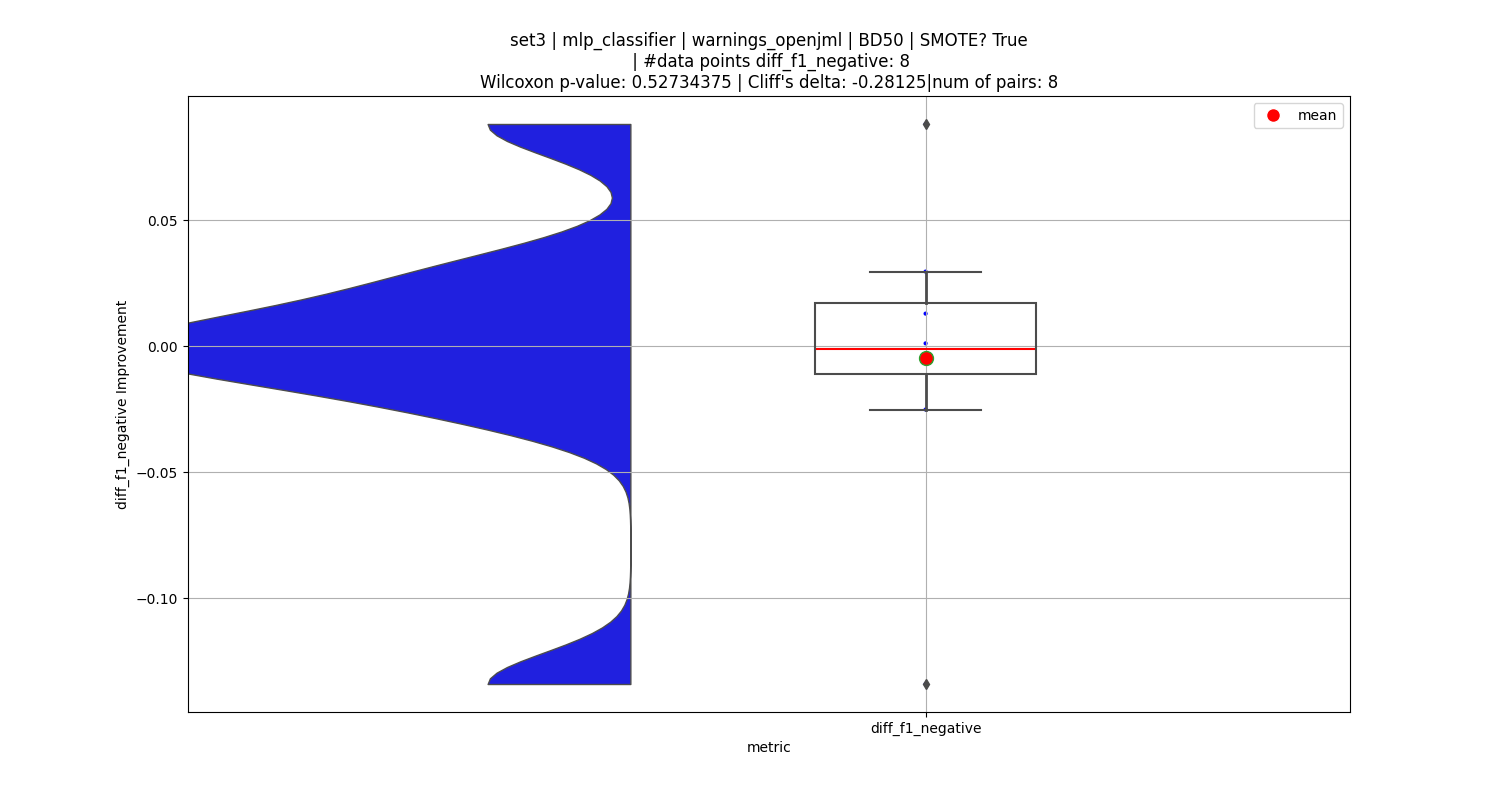 set3 | mlp_classifier | warnings_openjml | BD50 | SMOTE? True
| #data points diff_f1_negative: 8
Wilcoxon p-value: 0.52734375 | Cliff's delta: -0.28125|num of pairs: 8
mean
0.05
0.00
−0.05
−0.10
diff_f1_negative Improvement
diff_f1_negative
metric